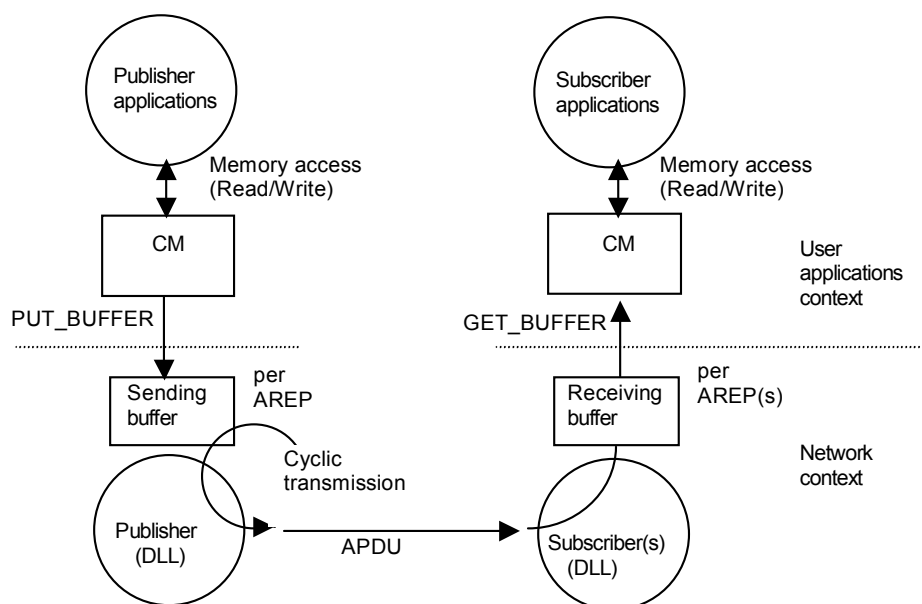 Publisher
applications
Subscriber
applications
Memory access
(Read/Write)
Memory access
(Read/Write)
CM
CM
User
applications
context
PUT_BUFFER
GET_BUFFER
Sending
buffer
per
AREP
Receiving
buffer
per
AREP(s)
Cyclic
transmission
Network
context
Publisher
(DLL)
APDU
Subscriber(s)
(DLL)